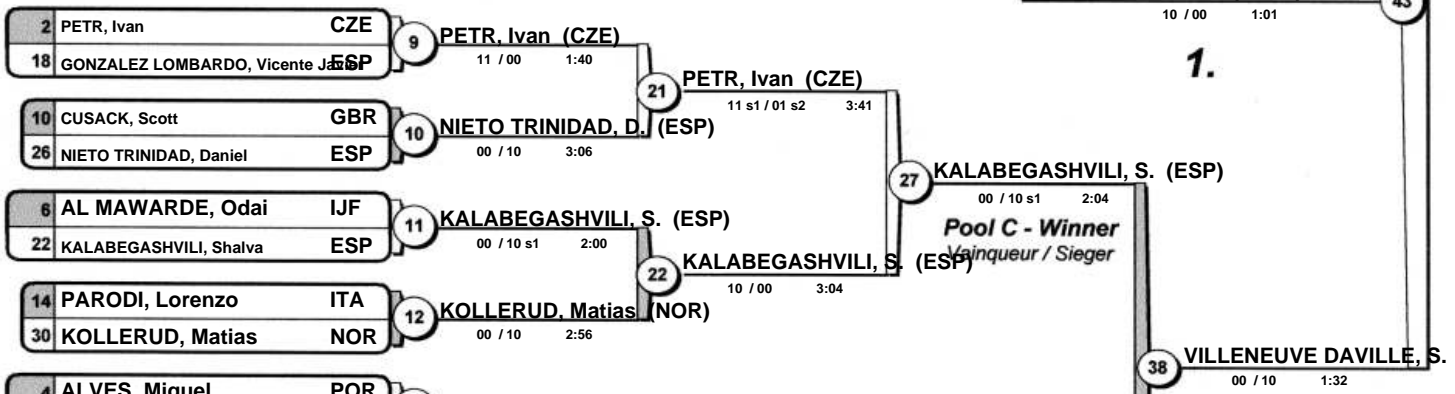 43
10 / 00 1:01
1.
2 PETR, Ivan CZE
18 GONZALEZ LOMBARDO, Vicente Javier ESP
9
PETR, Ivan (CZE)
11 / 00 1:40
10 CUSACK, Scott GBR
26 NIETO TRINIDAD, Daniel ESP
10
NIETO TRINIDAD, D. (ESP)
00 / 10 3:06
21
PETR, Ivan (CZE)
11 s1 / 01 s2 3:41
6 AL MAWARDE, Odai IJF
22 KALABEGASHVILI, Shalva ESP
11
KALABEGASHVILI, S. (ESP)
00 / 10 s1 2:00
14 PARODI, Lorenzo ITA
30 KOLLERUD, Matias NOR
12
KOLLERUD, Matias (NOR)
00 / 10 2:56
22
KALABEGASHVILI, S. (ESP)
10 / 00 3:04
27
KALABEGASHVILI, S. (ESP)
00 / 10 s1 2:04
Pool C - Winner
Vainqueur / Sieger
38
VILLENEUVE DAVILLE, S.
00 / 10 1:32
4 ALVES, Miguel POR